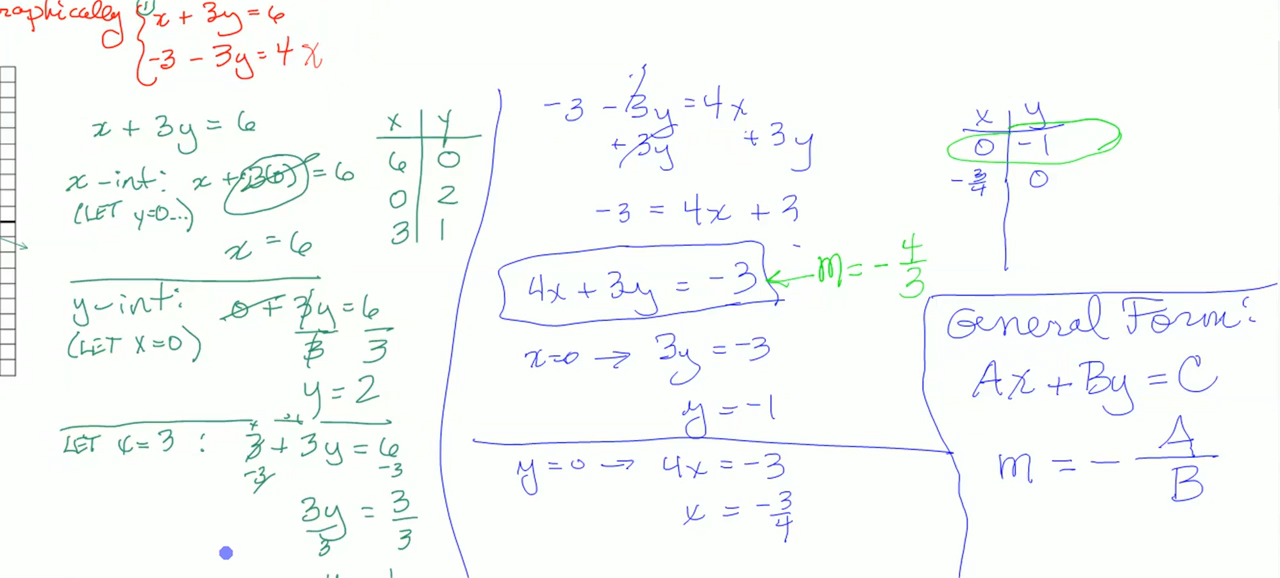 raphically { (1) x + 3y = 6
-3 - 3y = 4x
x + 3y = 6
x-int: x + 3(0) = 6
(LET y=0...)
x = 6
y-int: 0 + 3y = 6
3 3
(LET x=0)
y = 2
LET x=3 : 3 + 3y = 6
-3 -3
3y = 3
3 3
x y
6 0
0 2
3 1
-3 - 3y = 4x
+3y +3y
-3 = 4x + 3
4x + 3y = -3 ← m = -4/3
x=0 → 3y = -3
y = -1
y=0 → 4x = -3
x = -3/4
x y
0 -1
-3/4 0
General Form:
Ax + By = C
m = - A/B